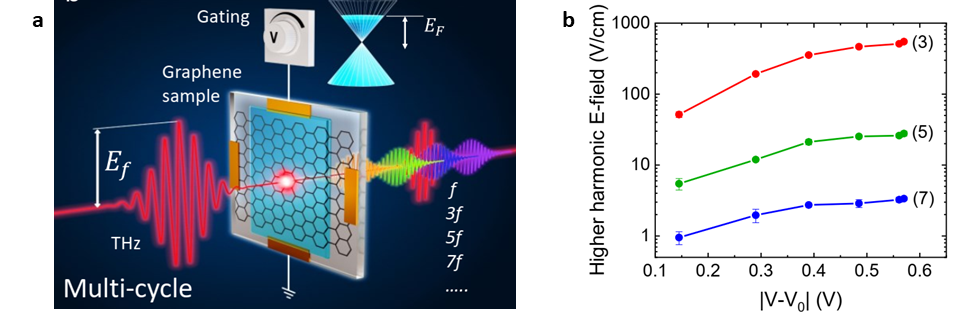 a
Gating
V
E_F
Graphene
sample
E_f
THz
f
3f
5f
7f
.....
Multi-cycle
b
Higher harmonic E-field (V/cm)
1000
100
10
1
(3)
(5)
(7)
0.1 0.2 0.3 0.4 0.5 0.6
|V-V₀| (V)